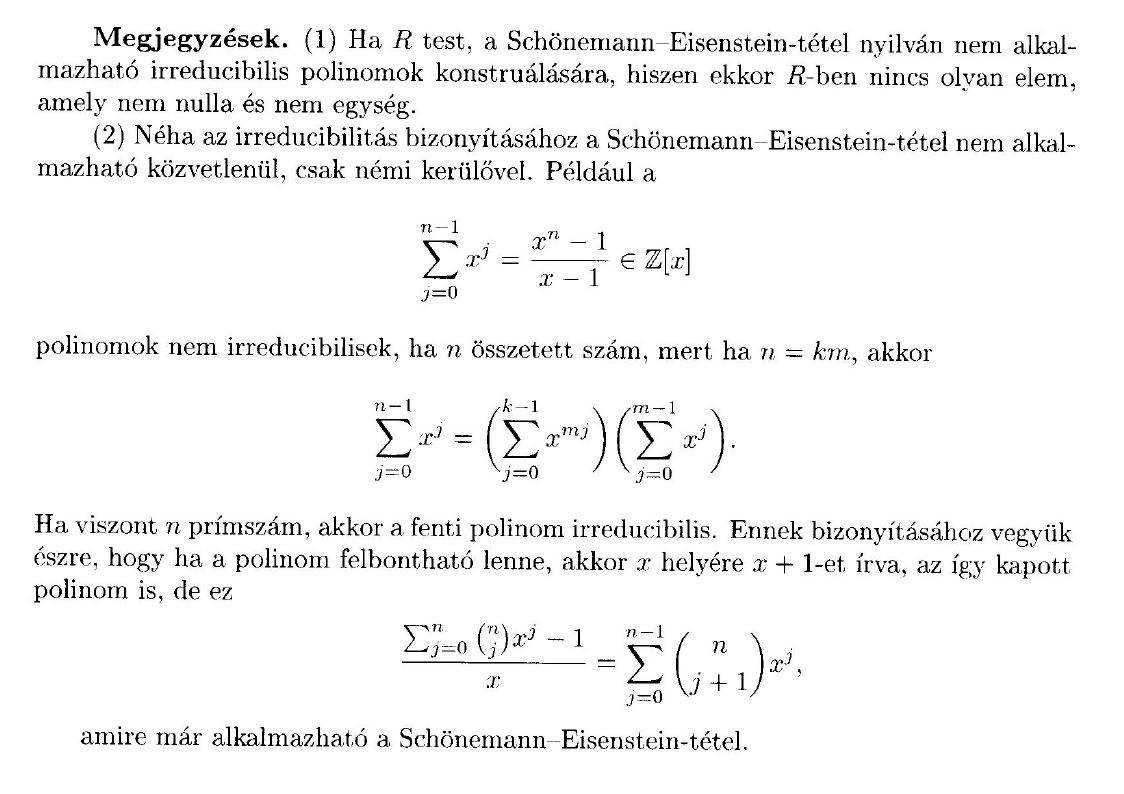 Megjegyzések. (1) Ha R test, a Schönemann–Eisenstein-tétel nyilván nem alkal-
mazható irreducibilis polinomok konstruálására, hiszen ekkor R-ben nincs olyan elem,
amely nem nulla és nem egység.
(2) Néha az irreducibilitás bizonyításához a Schönemann–Eisenstein-tétel nem alkal-
mazható közvetlenül, csak némi kerülővel. Például a
\sum_{j=0}^{n-1} x^j = \frac{x^n - 1}{x - 1} \in \mathbb{Z}[x]
polinomok nem irreducibilisek, ha n összetett szám, mert ha n = km, akkor
\sum_{j=0}^{n-1} x^j = \left( \sum_{j=0}^{k-1} x^{mj} \right) \left( \sum_{j=0}^{m-1} x^j \right).
Ha viszont n prímszám, akkor a fenti polinom irreducibilis. Ennek bizonyításához vegyük
észre, hogy ha a polinom felbontható lenne, akkor x helyére x + 1-et írva, az így kapott
polinom is, de ez
\frac{\sum_{j=0}^{n} \binom{n}{j} x^j - 1}{x} = \sum_{j=0}^{n-1} \binom{n}{j+1} x^j,
amire már alkalmazható a Schönemann–Eisenstein-tétel.